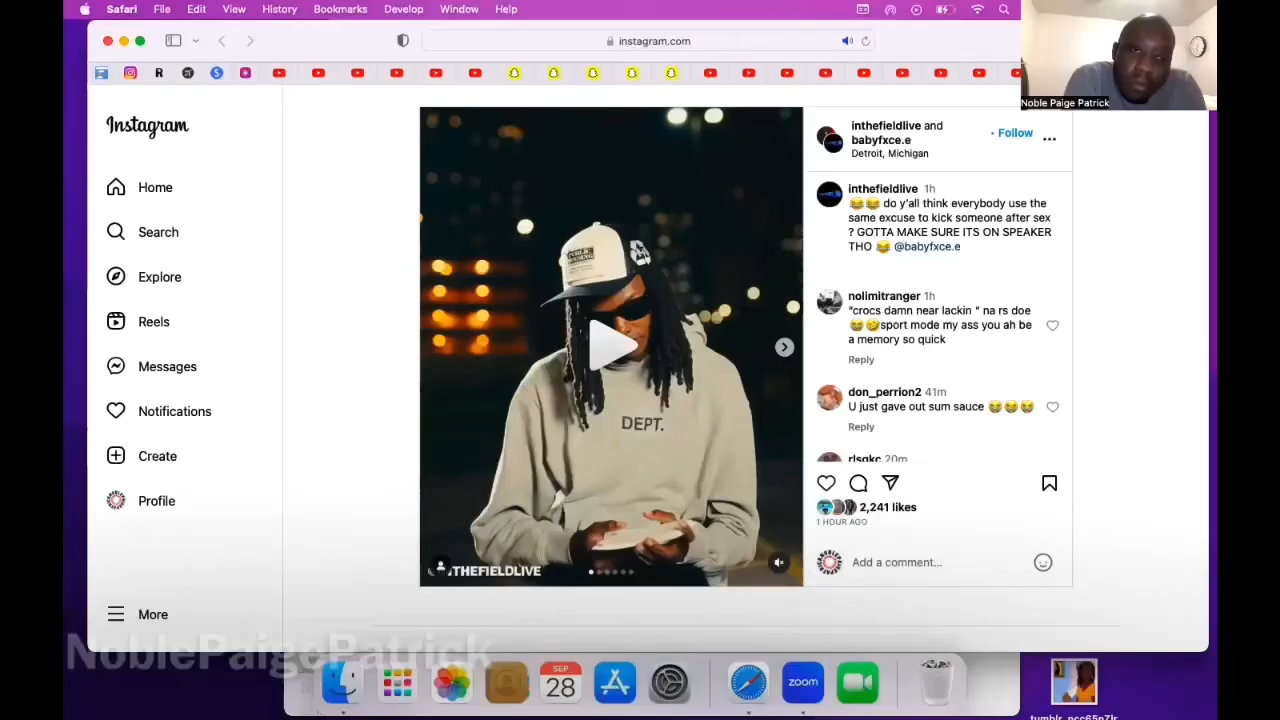 Safari File Edit View History Bookmarks Develop Window Help
instagram.com
Noble Paige Patrick
Instagram
Home
Search
Explore
Reels
Messages
Notifications
Create
Profile
More
PUBLIC
HOUSING
DEPT.
THEFIELDLIVE
inthefieldlive and
babyfxce.e
Detroit, Michigan
• Follow
inthefieldlive 1h
😂😂 do y'all think everybody use the
same excuse to kick someone after sex
? GOTTA MAKE SURE ITS ON SPEAKER
THO 😂 @babyfxce.e
nolimitranger 1h
"crocs damn near lackin " na rs doe
😂🤣sport mode my ass you ah be
a memory so quick
Reply
don_perrion2 41m
U just gave out sum sauce 😭😭😭
Reply
rlsgkc 20m
2,241 likes
1 HOUR AGO
Add a comment...
NoblePaigePatrick
SEP
28
zoom